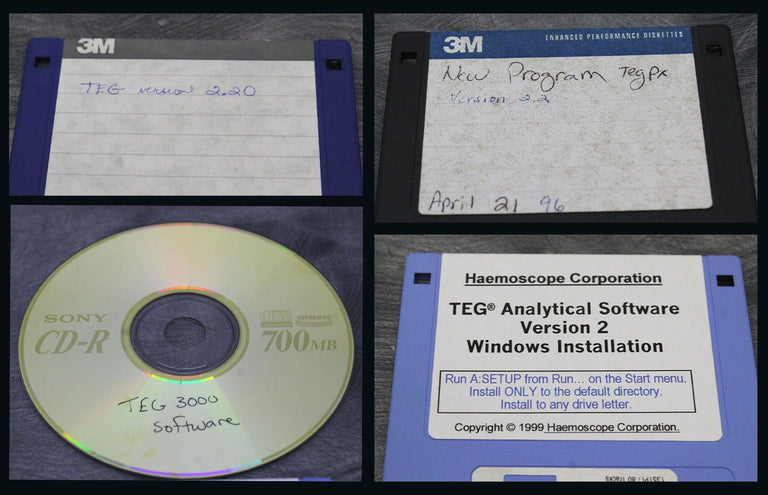 3M
TEG version 2.20
3M
ENHANCED PERFORMANCE DISKETTES
New Program TegPx
Version 2.2
April 21 96
SONY
CD-R
SUPREMAS
700MB
TEG 3000
Software
Haemoscope Corporation
TEG® Analytical Software
Version 2
Windows Installation
Run A:SETUP from Run... on the Start menu.
Install ONLY to the default directory.
Install to any drive letter.
Copyright © 1999 Haemoscope Corporation.